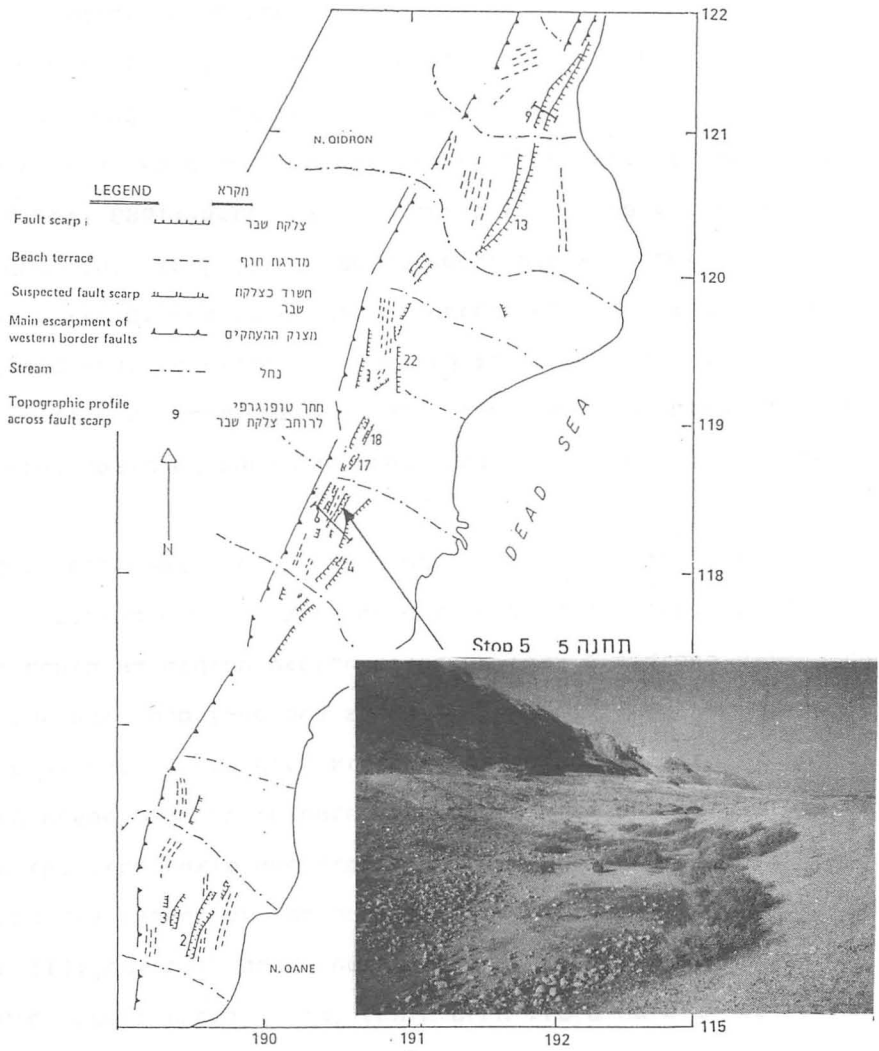 122
121
N. QIDRON
LEGEND מקרא
Fault scarp צלקת שבר
13
Beach terrace מדרגת חוף
120
Suspected fault scarp חשוד כצלקת שבר
Main escarpment of western border faults מצוק ההעתקים
22
Stream נחל
Topographic profile across fault scarp 9 חתך טופוגרפי לרוחב צלקת שבר
119
18
17
DEAD SEA
N
4
118
Stop 5 תחנה 5
3
2
N. QANE
115
190 191 192